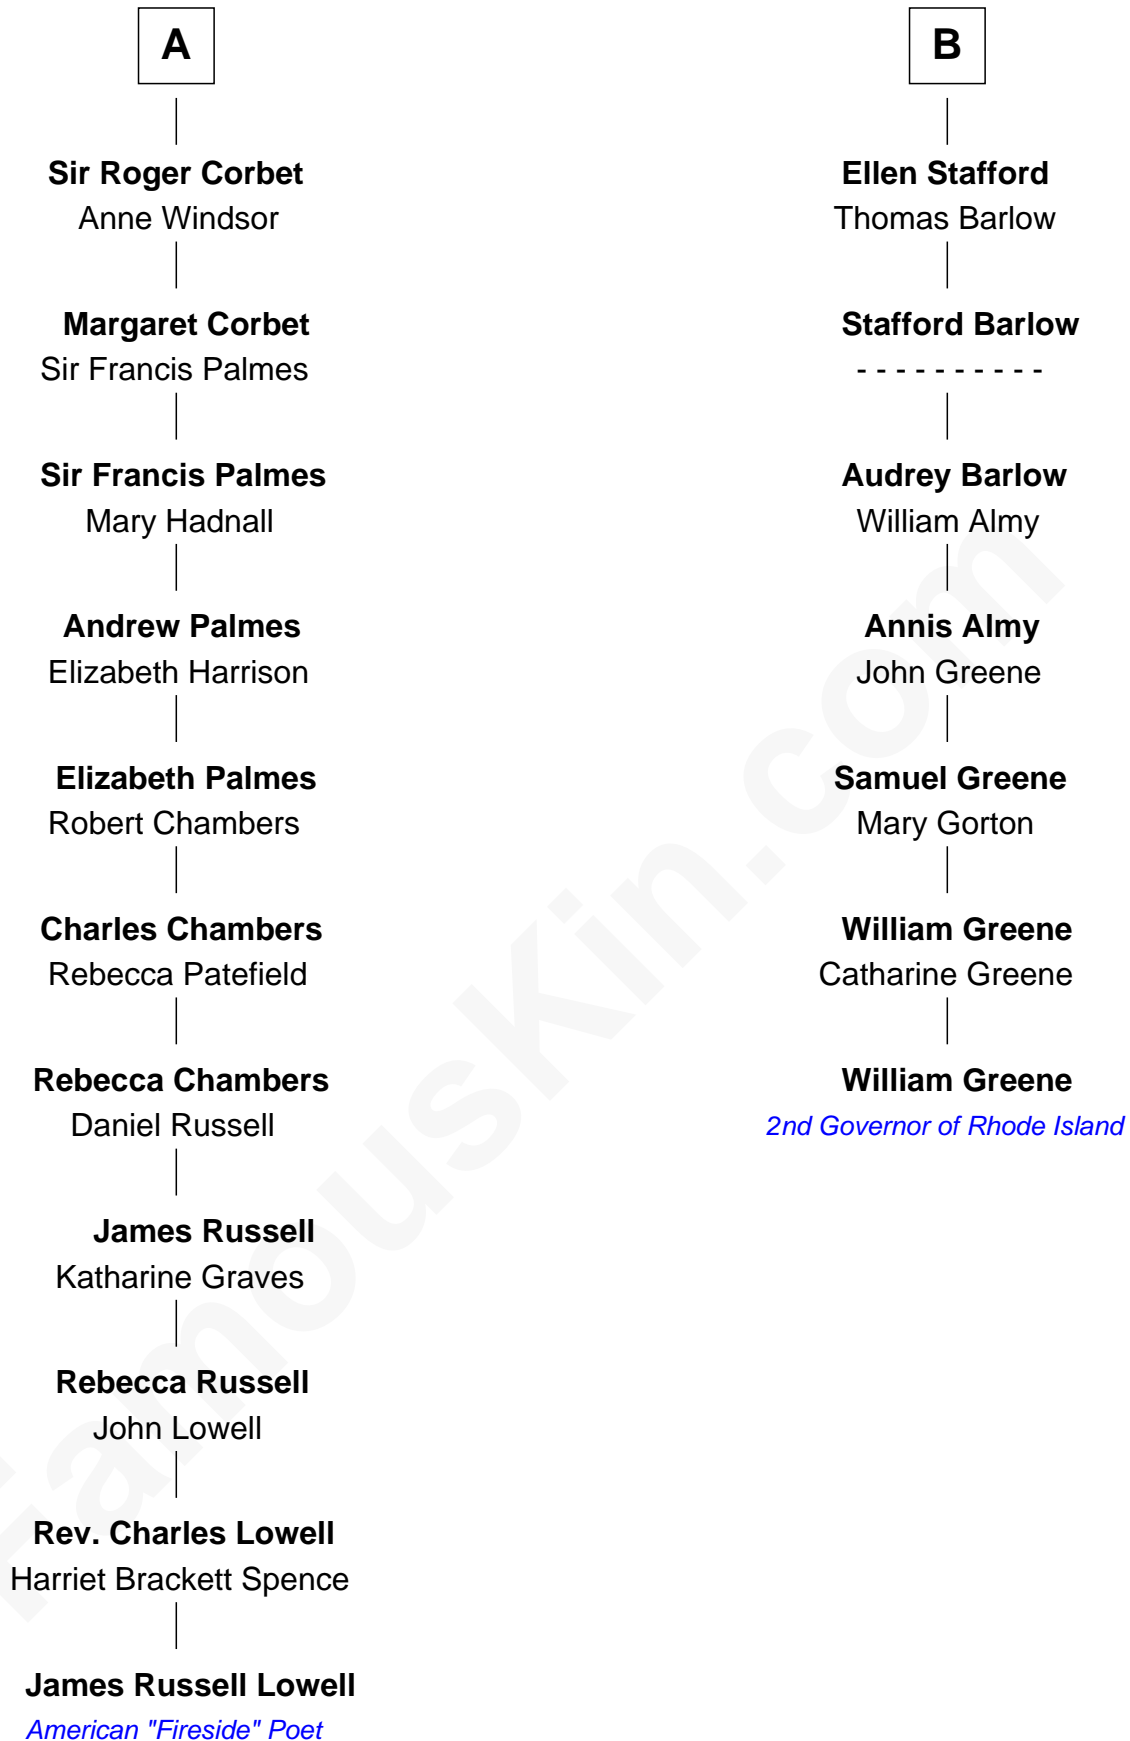 A
Sir Roger Corbet
Anne Windsor
Margaret Corbet
Sir Francis Palmes
Sir Francis Palmes
Mary Hadnall
Andrew Palmes
Elizabeth Harrison
Elizabeth Palmes
Robert Chambers
Charles Chambers
Rebecca Patefield
Rebecca Chambers
Daniel Russell
James Russell
Katharine Graves
Rebecca Russell
John Lowell
Rev. Charles Lowell
Harriet Brackett Spence
James Russell Lowell
American "Fireside" Poet
B
Ellen Stafford
Thomas Barlow
Stafford Barlow
- - - - - - - - - -
Audrey Barlow
William Almy
Annis Almy
John Greene
Samuel Greene
Mary Gorton
William Greene
Catharine Greene
William Greene
2nd Governor of Rhode Island
FamousKin.com